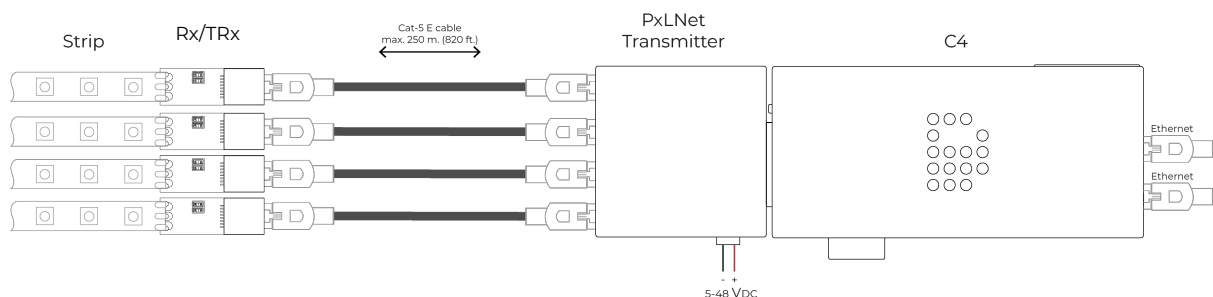 Strip
Rx/TRx
Cat-5 E cable
max. 250 m. (820 ft.)
PxLNet
Transmitter
C4
Ethernet
Ethernet
- +
5-48 VDC